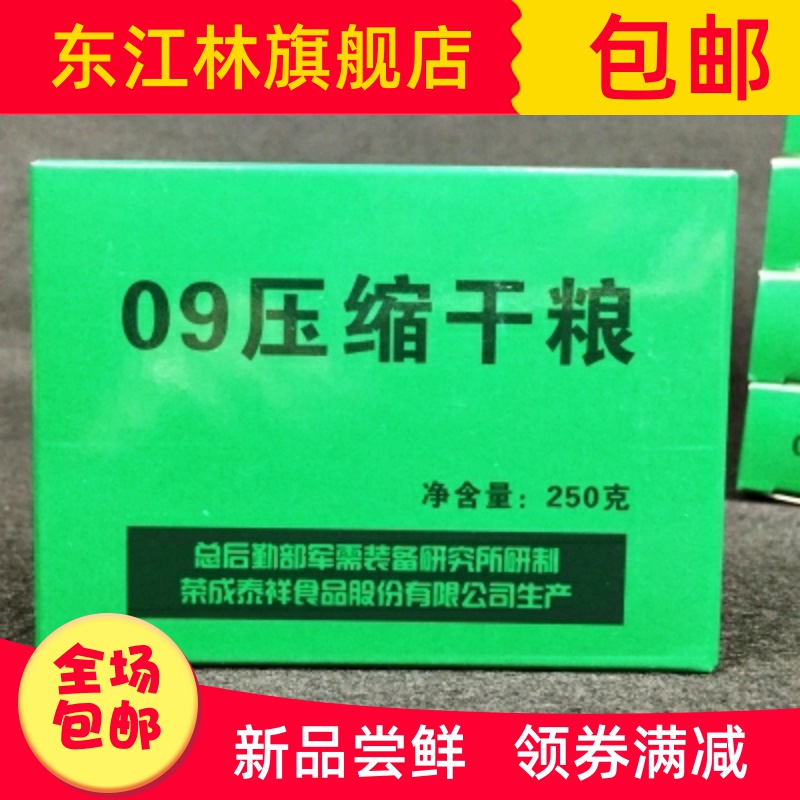 东江林旗舰店
包邮
09压缩干粮
净含量：250克
总后勤部军需装备研究所研制
荣成泰祥食品股份有限公司生产
全场
包邮
新品尝鲜 领券满减